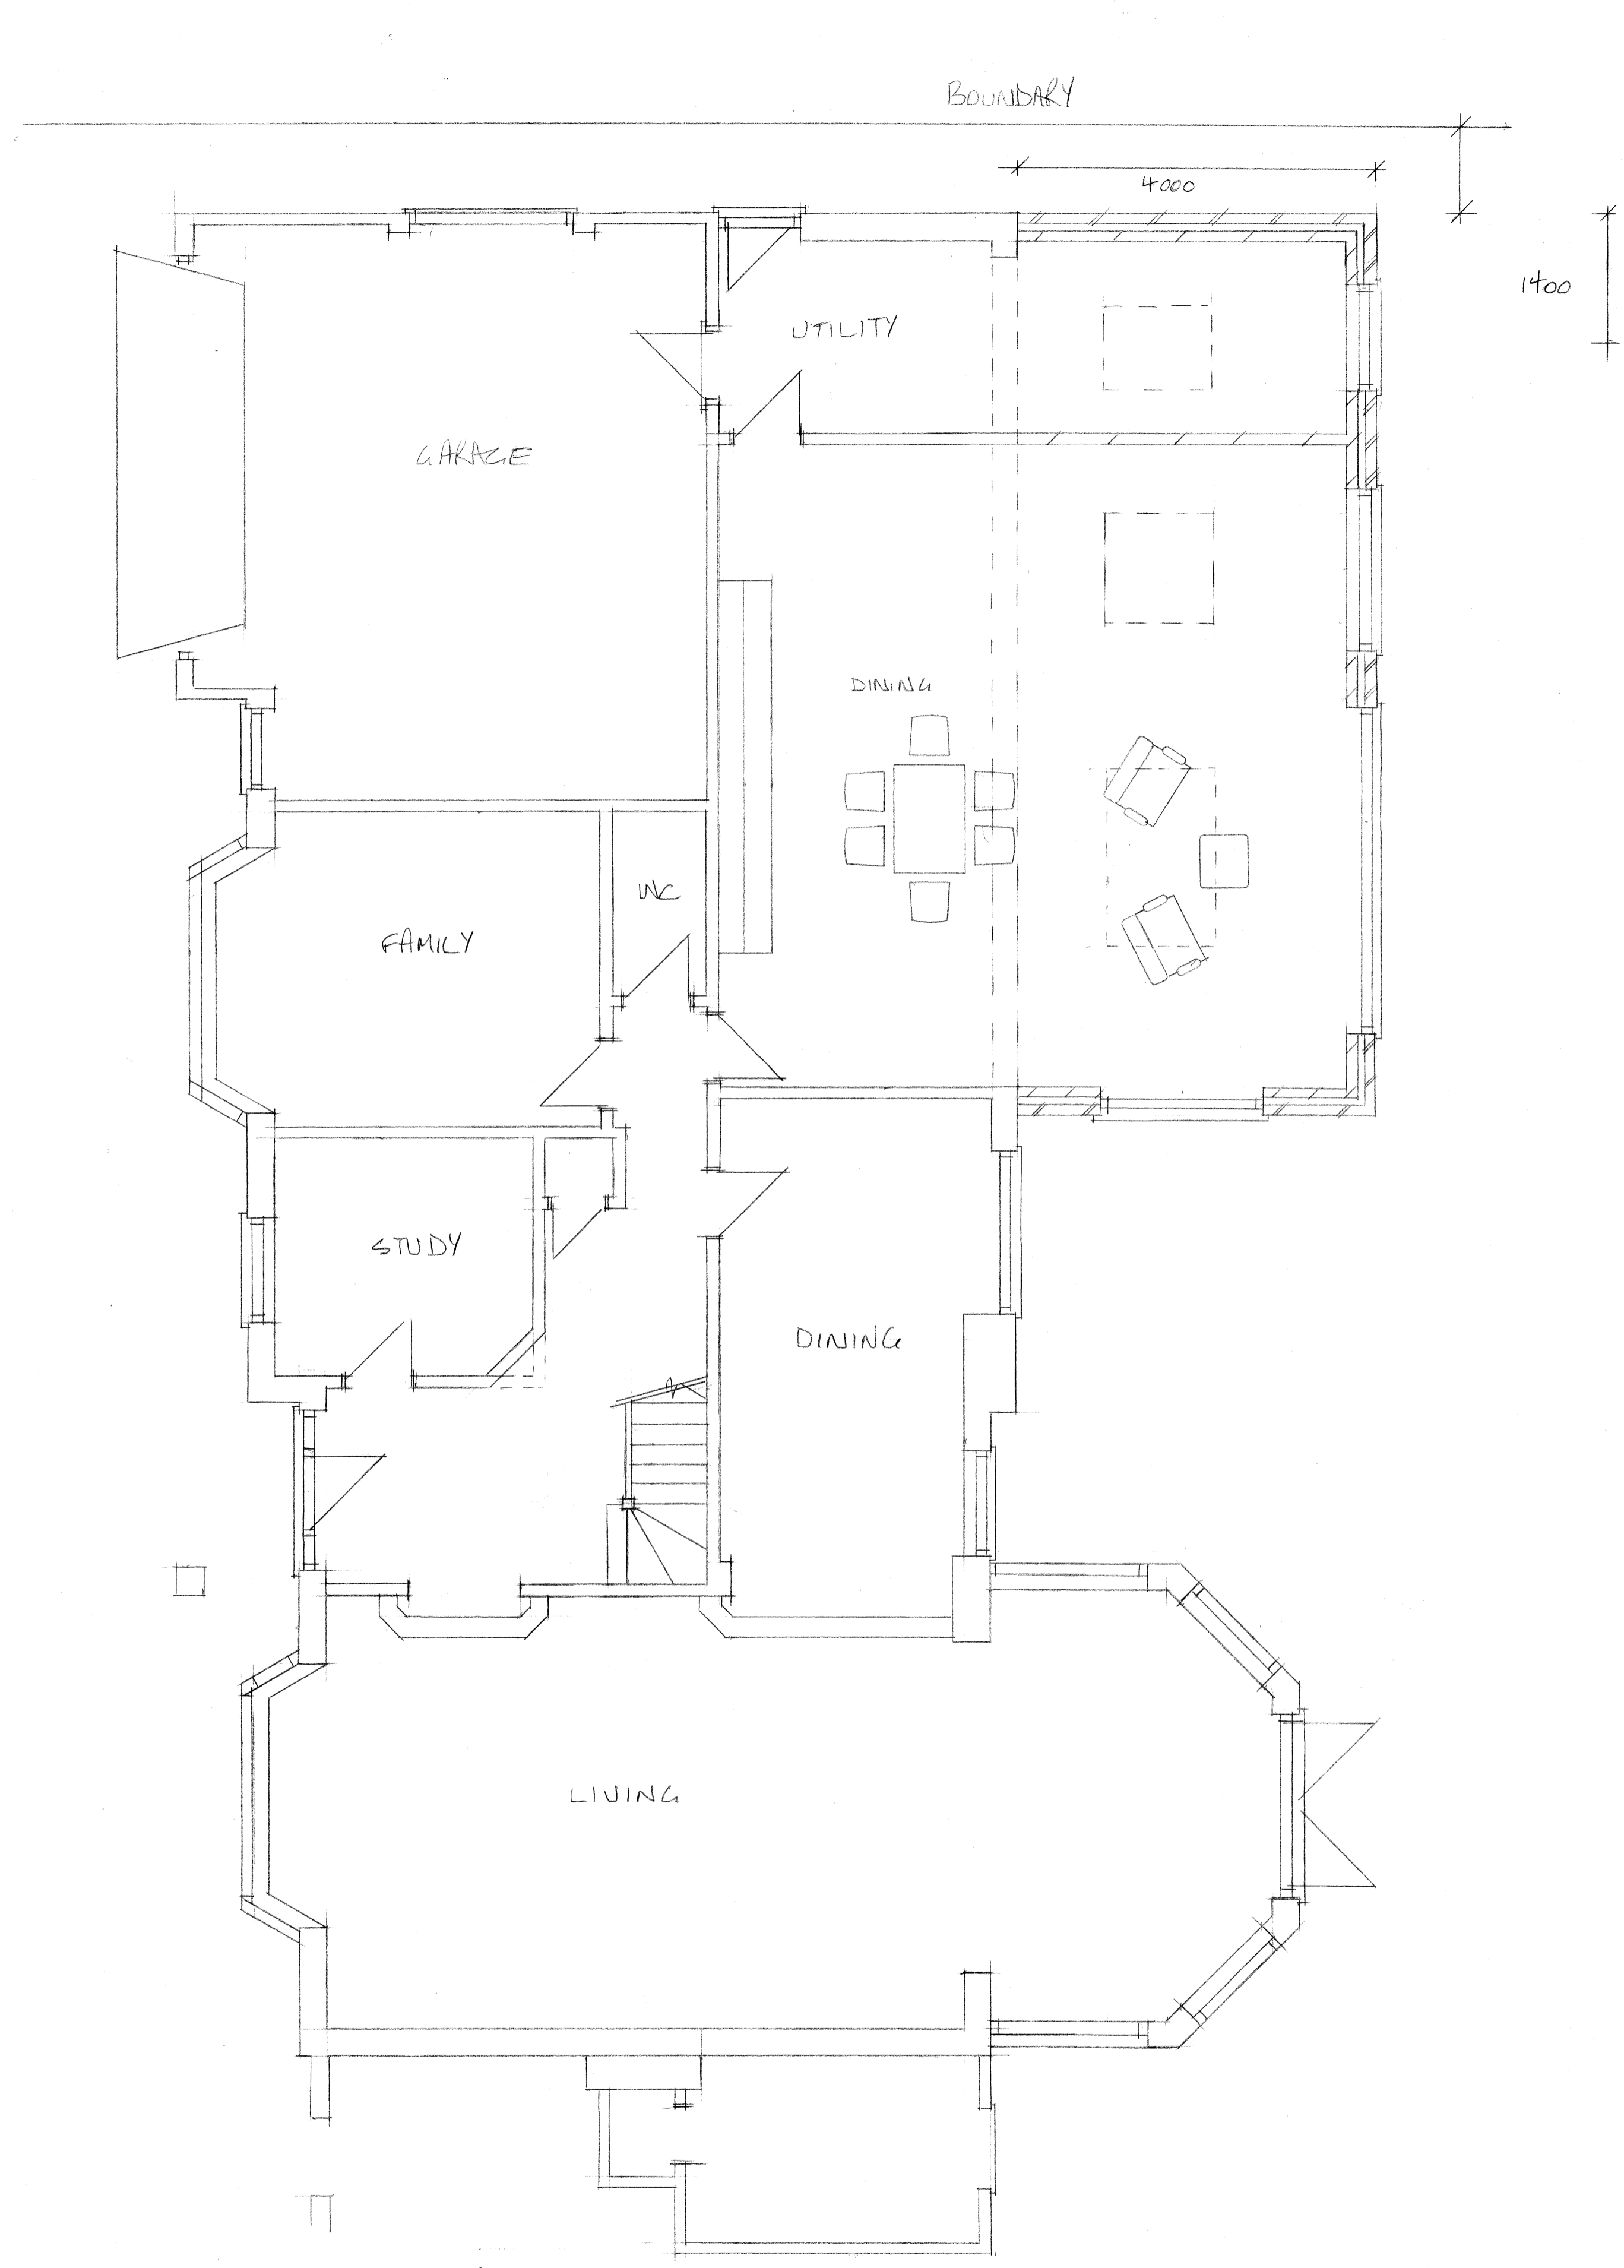 BOUNDARY
4000
1400
UTILITY
GARAGE
DINING
WC
FAMILY
STUDY
DINING
LIVING